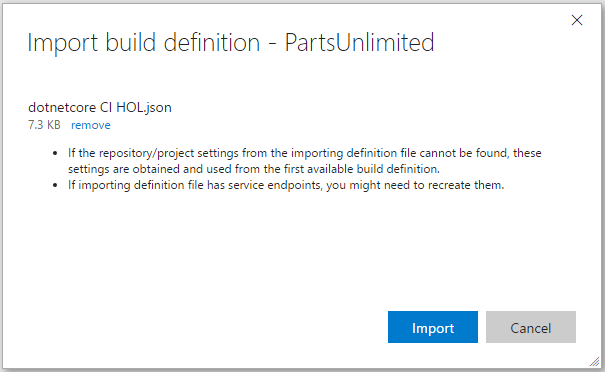 Import build definition - PartsUnlimited
dotnetcore CI HOL.json
7.3 KB remove
• If the repository/project settings from the importing definition file cannot be found, these
settings are obtained and used from the first available build definition.
• If importing definition file has service endpoints, you might need to recreate them.
Import Cancel